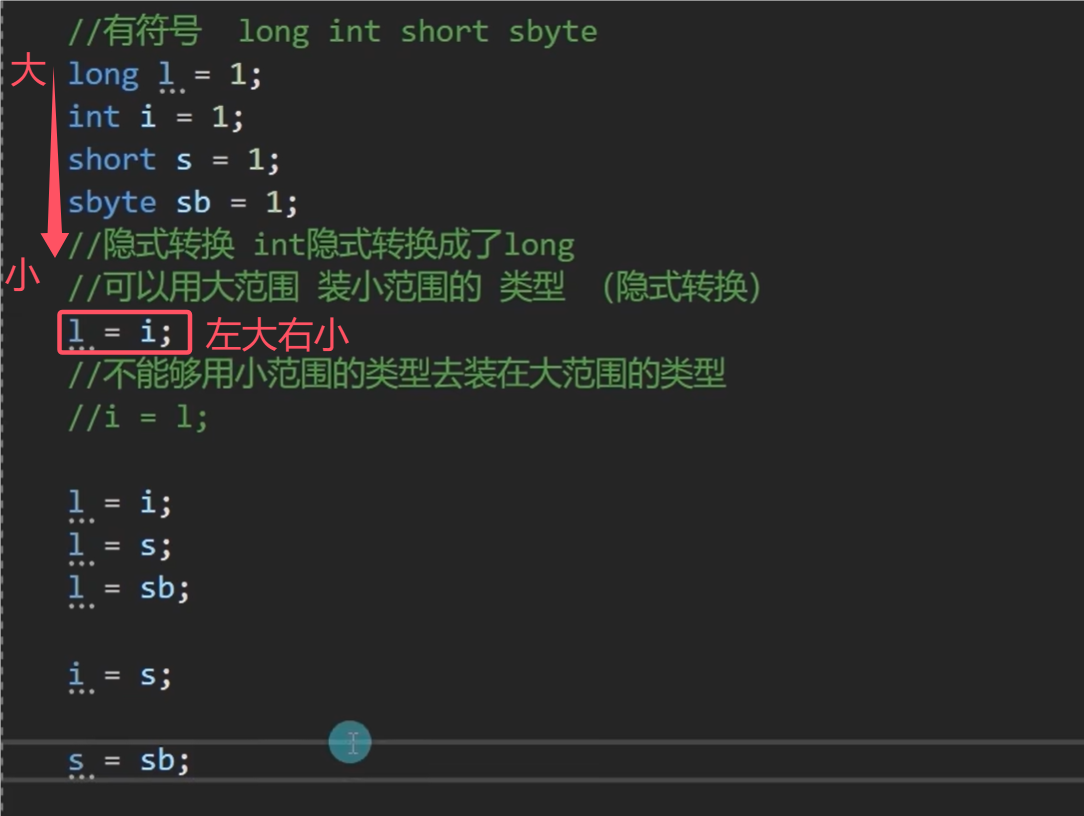 //有符号  long int short sbyte
大
long l = 1;
int i = 1;
short s = 1;
sbyte sb = 1;
//隐式转换 int隐式转换成了long
小
//可以用大范围 装小范围的 类型 （隐式转换）
l = i; 左大右小
//不能够用小范围的类型去装在大范围的类型
//i = l;
l = i;
l = s;
l = sb;
i = s;
s = sb;